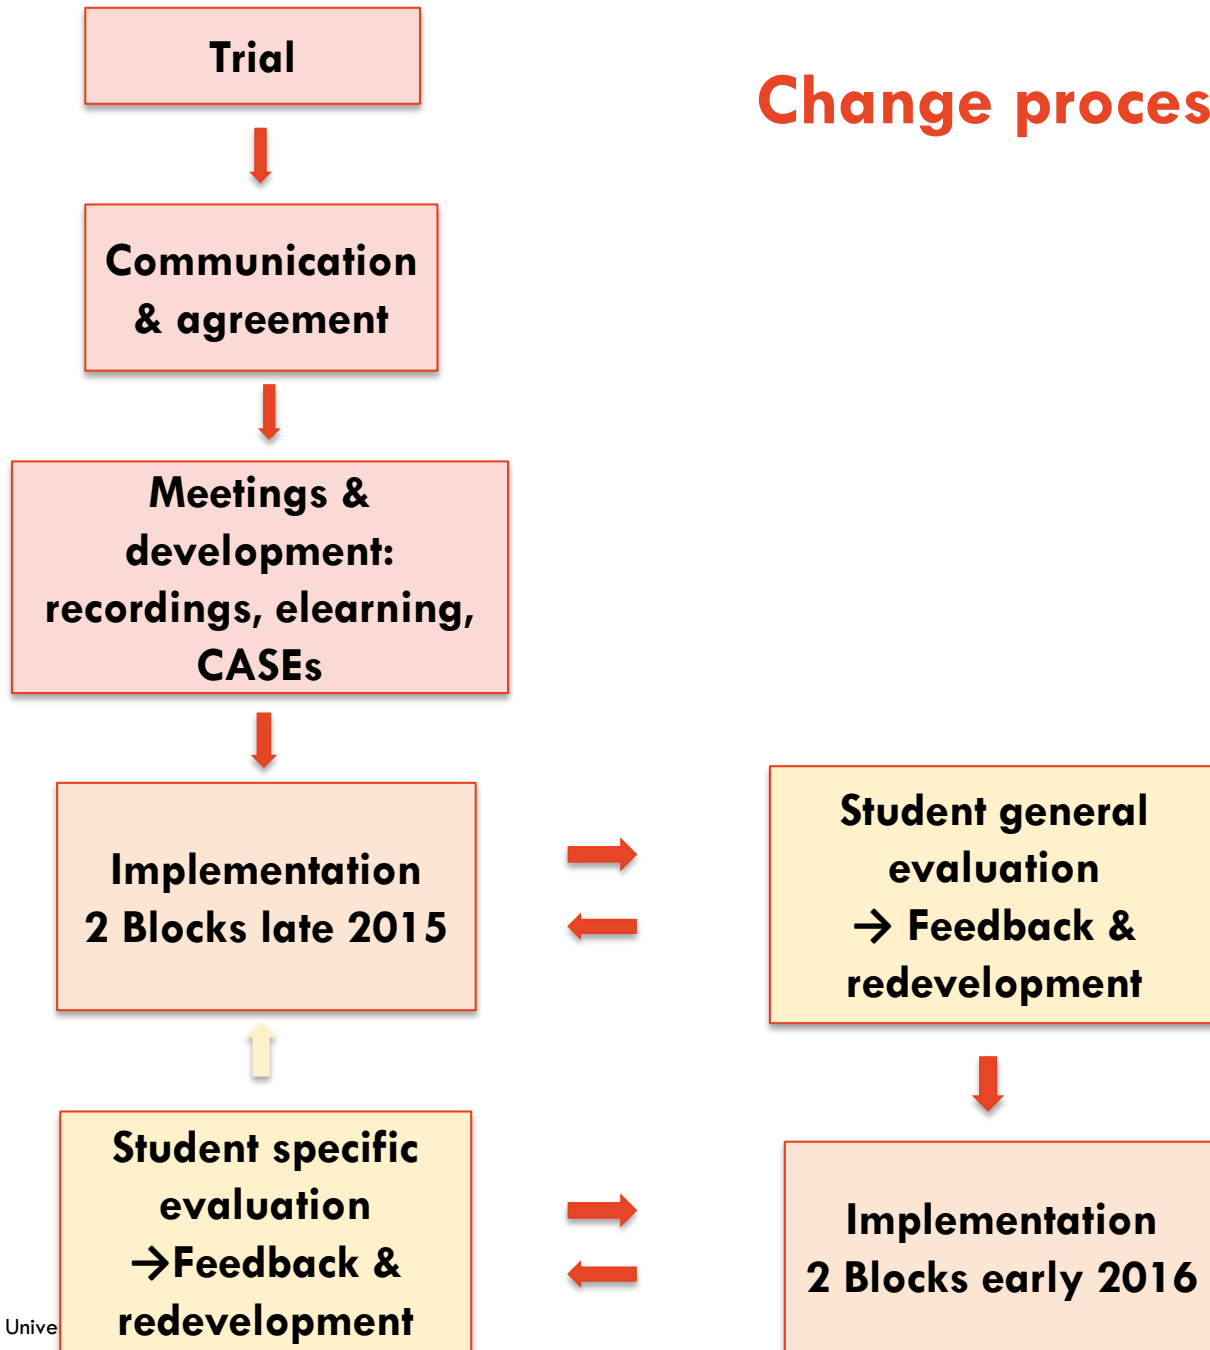 Trial
Change proces
Communication
& agreement
Meetings &
development:
recordings, elearning,
CASEs
Implementation
2 Blocks late 2015
Student general
evaluation
→ Feedback &
redevelopment
Student specific
evaluation
→Feedback &
redevelopment
Implementation
2 Blocks early 2016
Unive